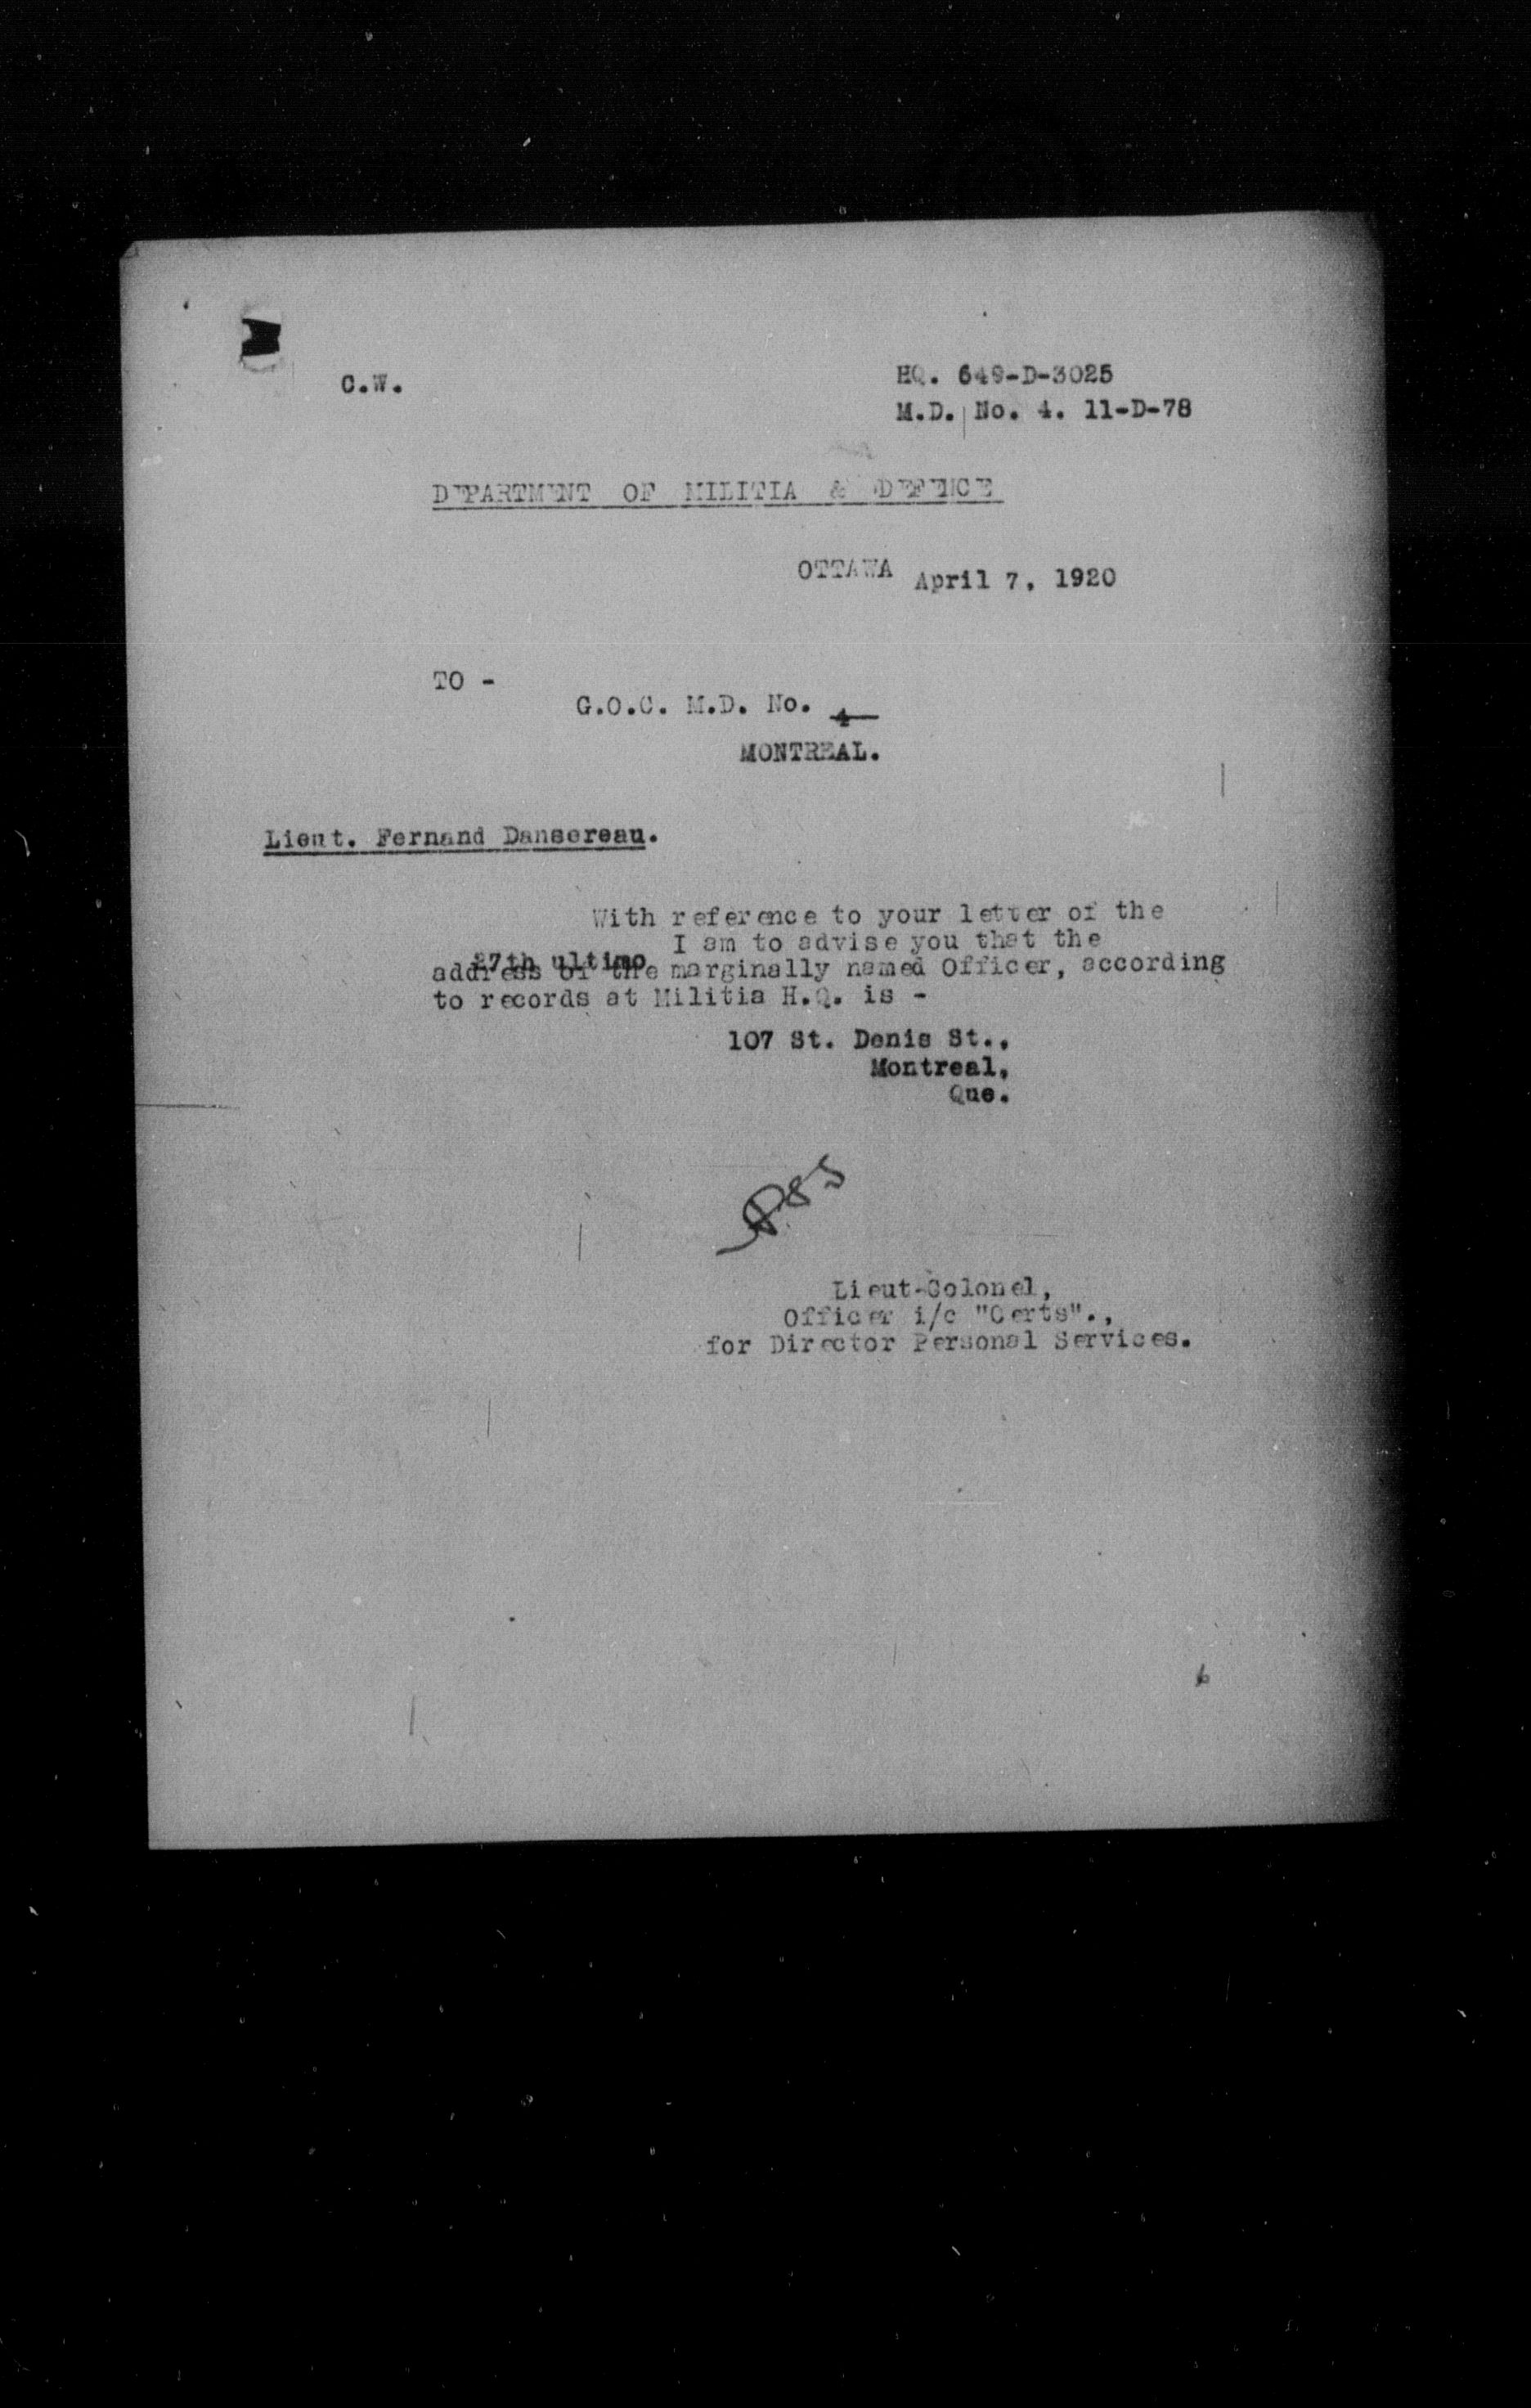 C.W.
HQ. 649-D-3025
M.D. No. 4. 11-D-78
DEPARTMENT OF MILITIA & DEFENCE
OTTAWA April 7, 1920
TO -
G.O.C. M.D. No. 4
MONTREAL.
Lieut. Fernand Dansereau.
With reference to your letter of the
27th ultimo I am to advise you that the
address of the marginally named Officer, according
to records at Militia H.Q. is -
107 St. Denis St.,
Montreal,
Que.
Lieut-Colonel,
Officer i/c "Certs".,
for Director Personal Services.